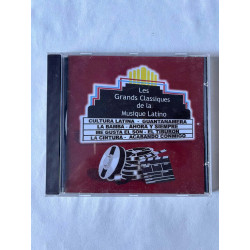 Les
Grands Classiques
de la
Musique Latino
CULTURA LATINA - GUANTANAMERA
LA BAMBA - AHORA Y SIEMPRE
ME GUSTA EL SON - EL TIBURON
LA CINTURA - ACABANDO CONMIGO